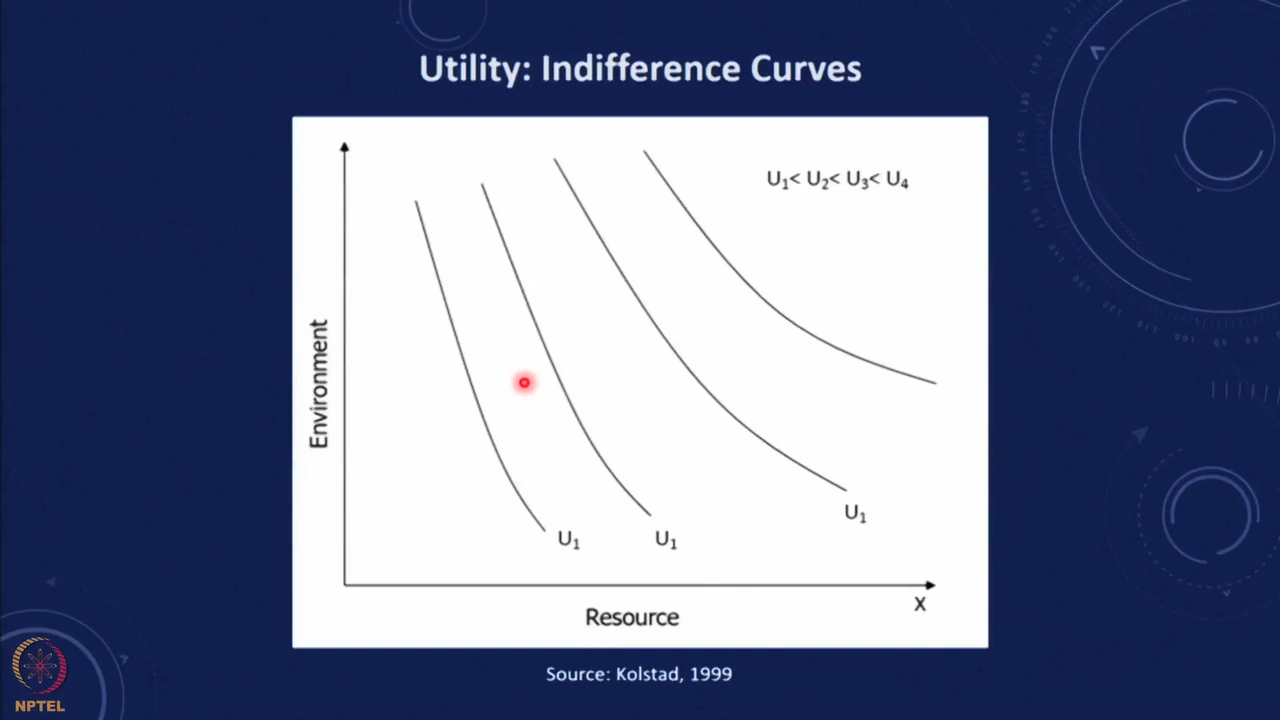 Utility: Indifference Curves
U₁< U₂< U₃< U₄
Environment
U₁
U₁
U₁
X
Resource
Source: Kolstad, 1999
NPTEL